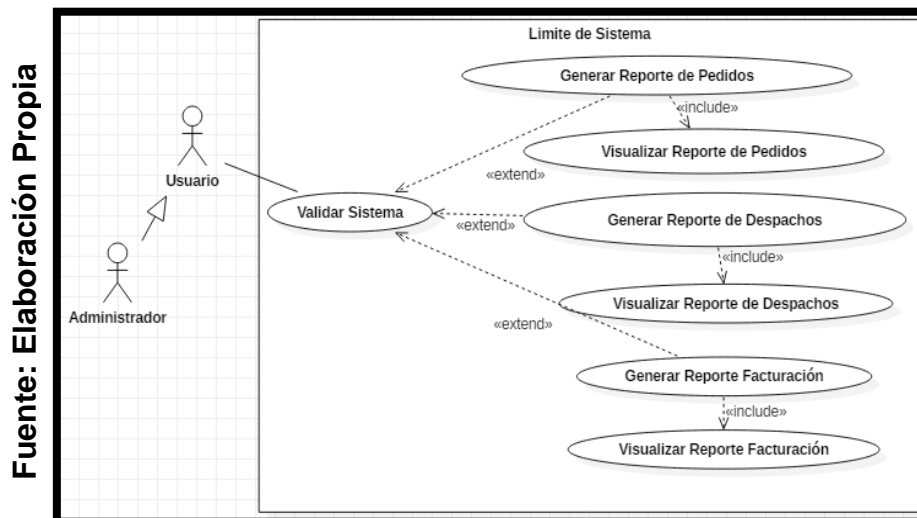 Fuente: Elaboración Propia
Limite de Sistema
Generar Reporte de Pedidos
«include»
Visualizar Reporte de Pedidos
Usuario
«extend»
Validar Sistema
Generar Reporte de Despachos
«extend»
«include»
Administrador
Visualizar Reporte de Despachos
«extend»
Generar Reporte Facturación
«include»
Visualizar Reporte Facturación